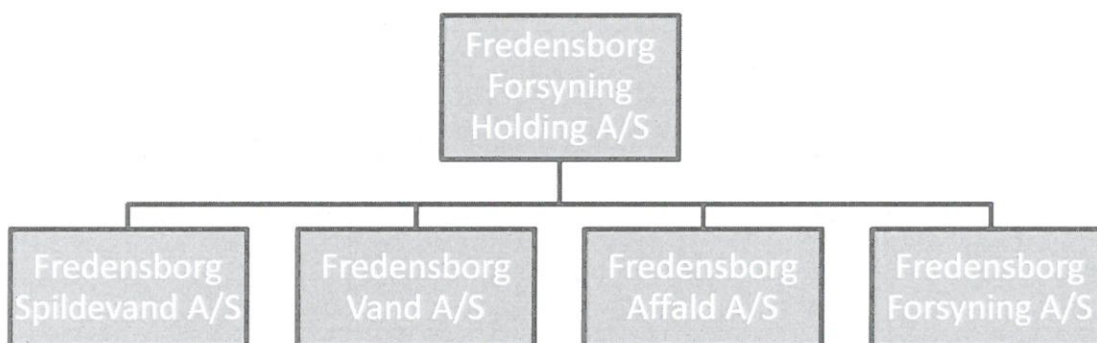 Fredensborg
Forsyning
Holding A/S
Fredensborg
Spildevand A/S
Fredensborg
Vand A/S
Fredensborg
Affald A/S
Fredensborg
Forsyning A/S